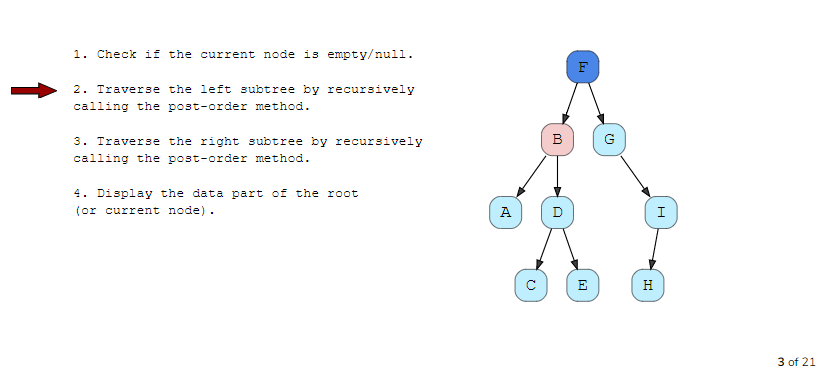 1. Check if the current node is empty/null.
2. Traverse the left subtree by recursively
calling the post-order method.
3. Traverse the right subtree by recursively
calling the post-order method.
4. Display the data part of the root
(or current node).
F
B G
A D I
C E H
3 of 21